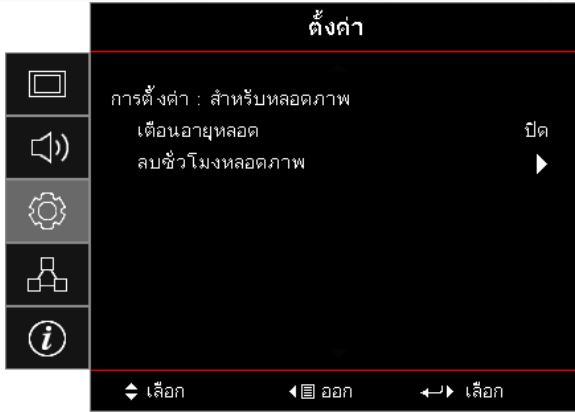 ตั้งค่า
การตั้งค่า : สำหรับหลอดภาพ
เตือนอายุหลอด ปิด
ลบชั่วโมงหลอดภาพ
เลือก ออก เลือก